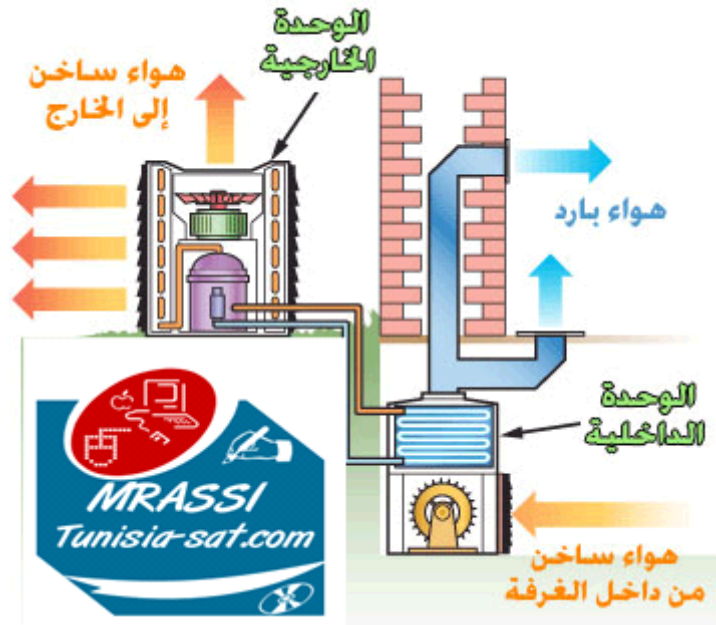 الوحدة
الخارجية
هواء ساخن
إلى الخارج
هواء بارد
الوحدة
الداخلية
هواء ساخن
من داخل الغرفة
MRASSI
Tunisia-sat.com